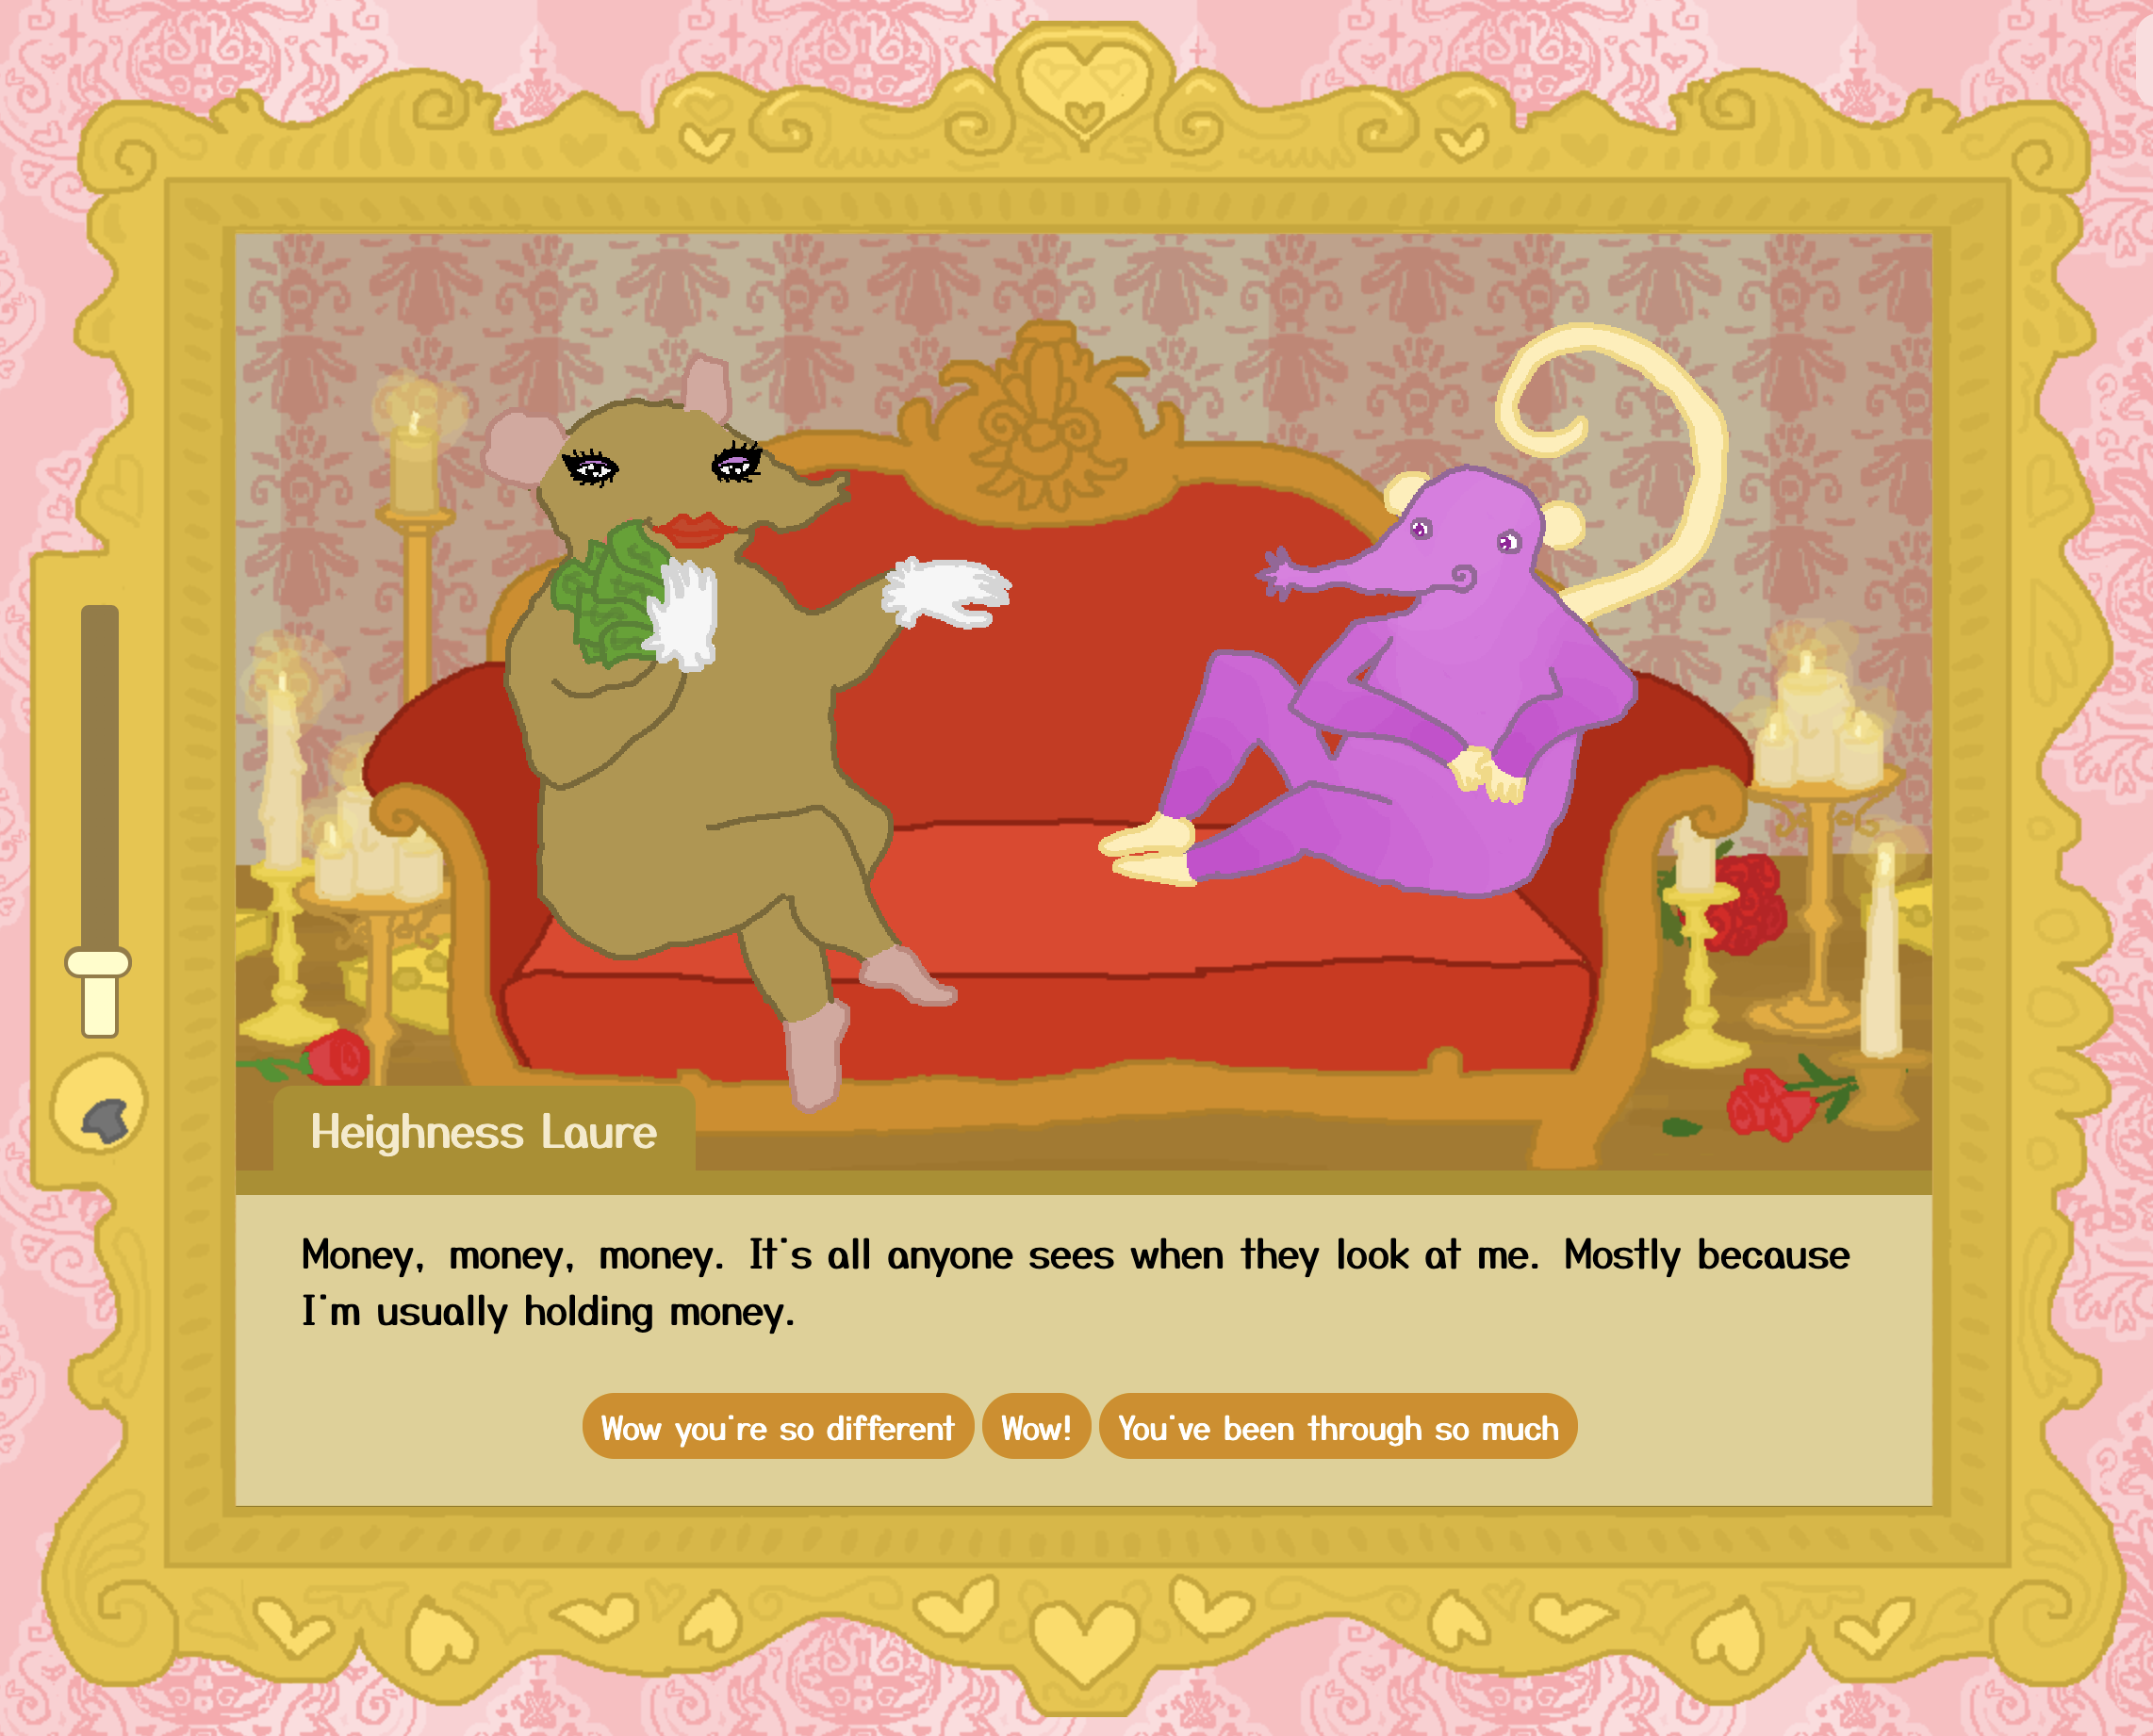 Heighness Laure
Money, money, money. It's all anyone sees when they look at me. Mostly because
I'm usually holding money.
Wow you're so different
Wow!
You've been through so much